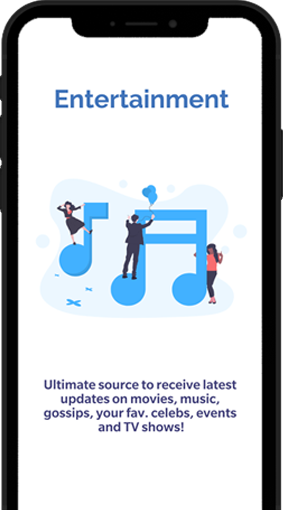 Entertainment
Ultimate source to receive latest
updates on movies, music,
gossips, your fav. celebs, events
and TV shows!